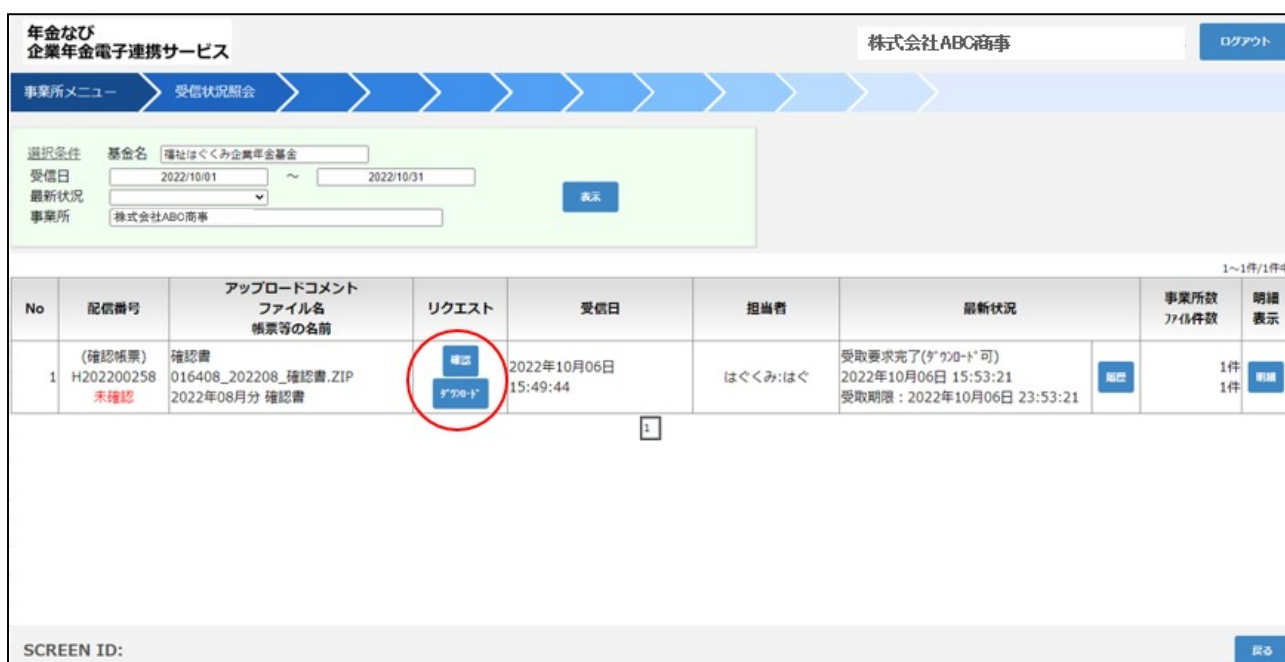 年金なび
企業年金電子連携サービス
株式会社ABC商事
ログアウト
事業所メニュー
受信状況照会
選択条件 基金名 福祉はぐくみ企業年金基金
受信日 2022/10/01 ～ 2022/10/31
最新状況
表示
事業所 株式会社ABC商事
1～1件/1件中
No
配信番号
アップロードコメント
ファイル名
帳票等の名前
リクエスト
受信日
担当者
最新状況
事業所数
ﾌｧｲﾙ件数
明細
表示
1
(確認帳票)
H202200258
未確認
確認書
016408_202208_確認書.ZIP
2022年08月分 確認書
確認
ﾀﾞｳﾝﾛｰﾄﾞ
2022年10月06日
15:49:44
はぐくみ:はぐ
受取要求完了(ﾀﾞｳﾝﾛｰﾄﾞ可)
2022年10月06日 15:53:21
受取期限：2022年10月06日 23:53:21
履歴
1件
1件
明細
1
SCREEN ID:
戻る